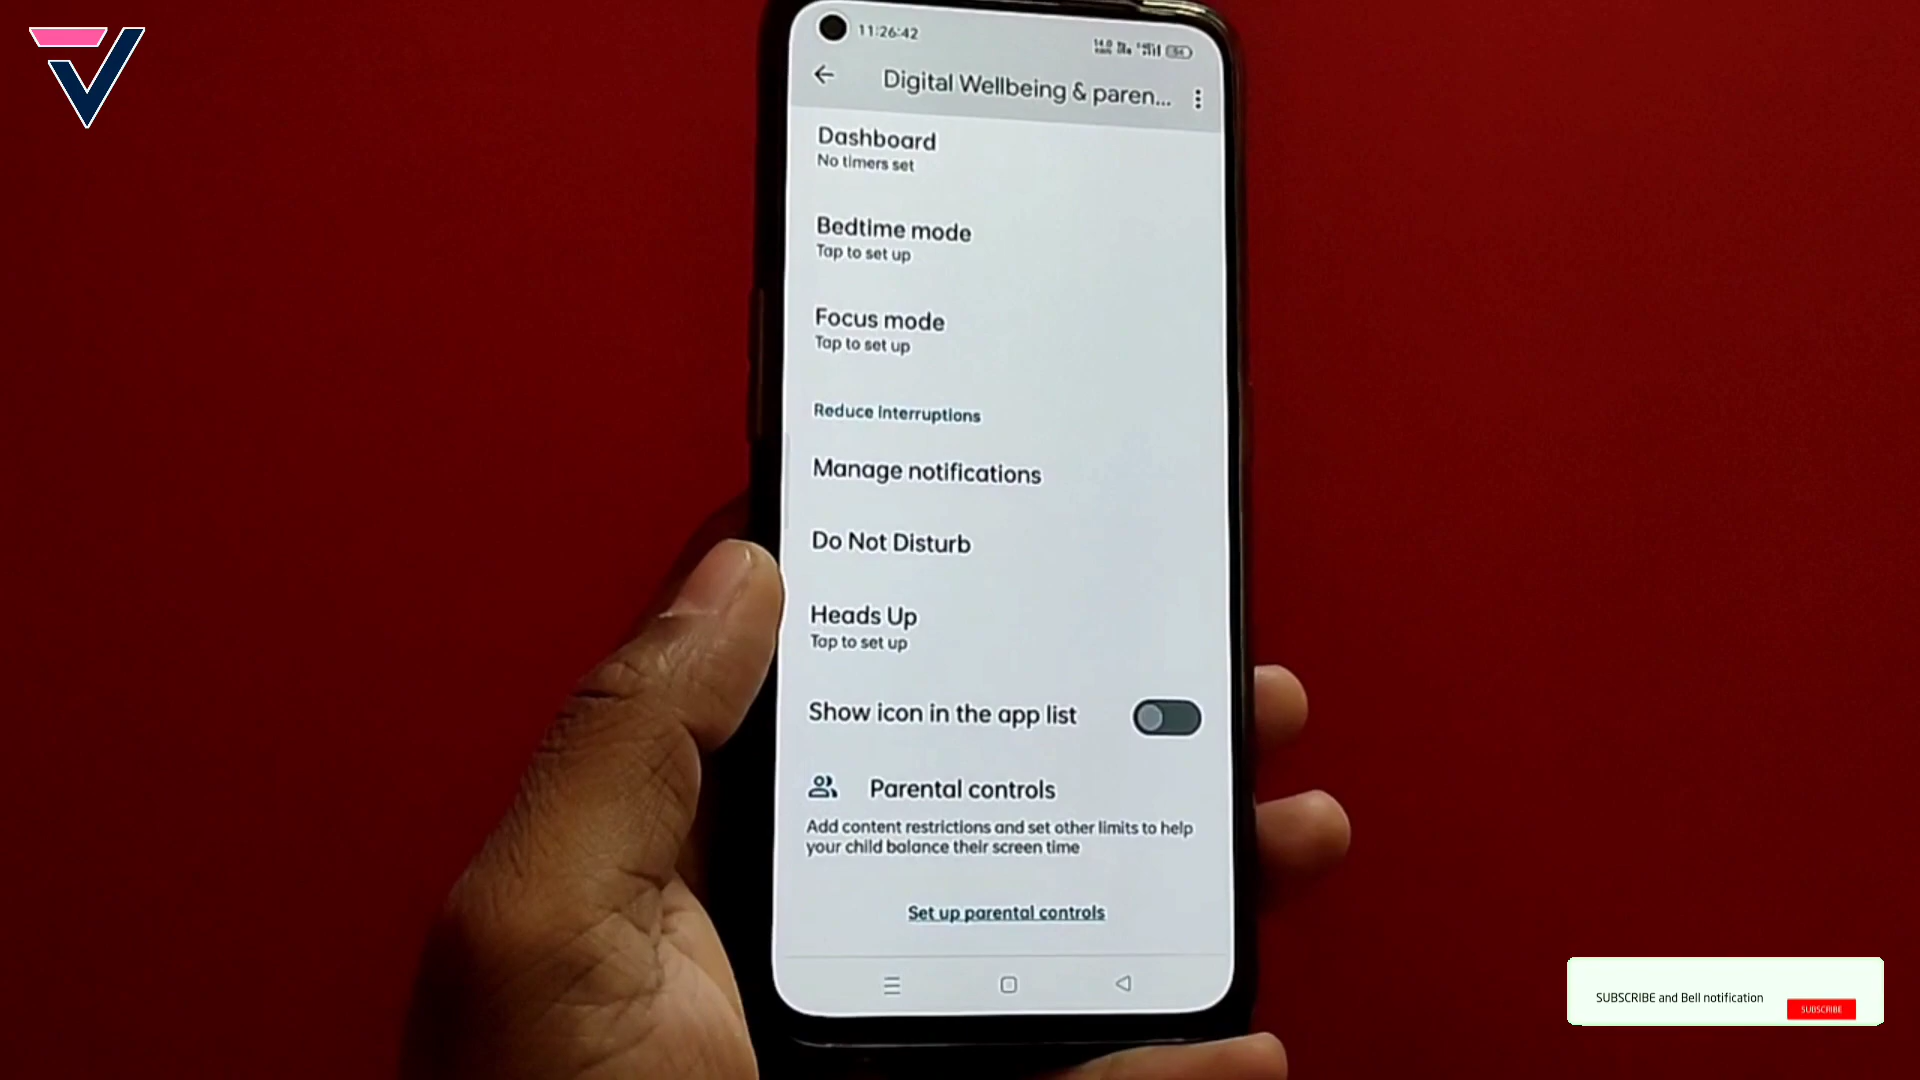 11:26:42
Digital Wellbeing & paren...
Dashboard
No timers set
Bedtime mode
Tap to set up
Focus mode
Tap to set up
Reduce interruptions
Manage notifications
Do Not Disturb
Heads Up
Tap to set up
Show icon in the app list
Parental controls
Add content restrictions and set other limits to help
your child balance their screen time
Set up parental controls
SUBSCRIBE and Bell notification
SUBSCRIBE